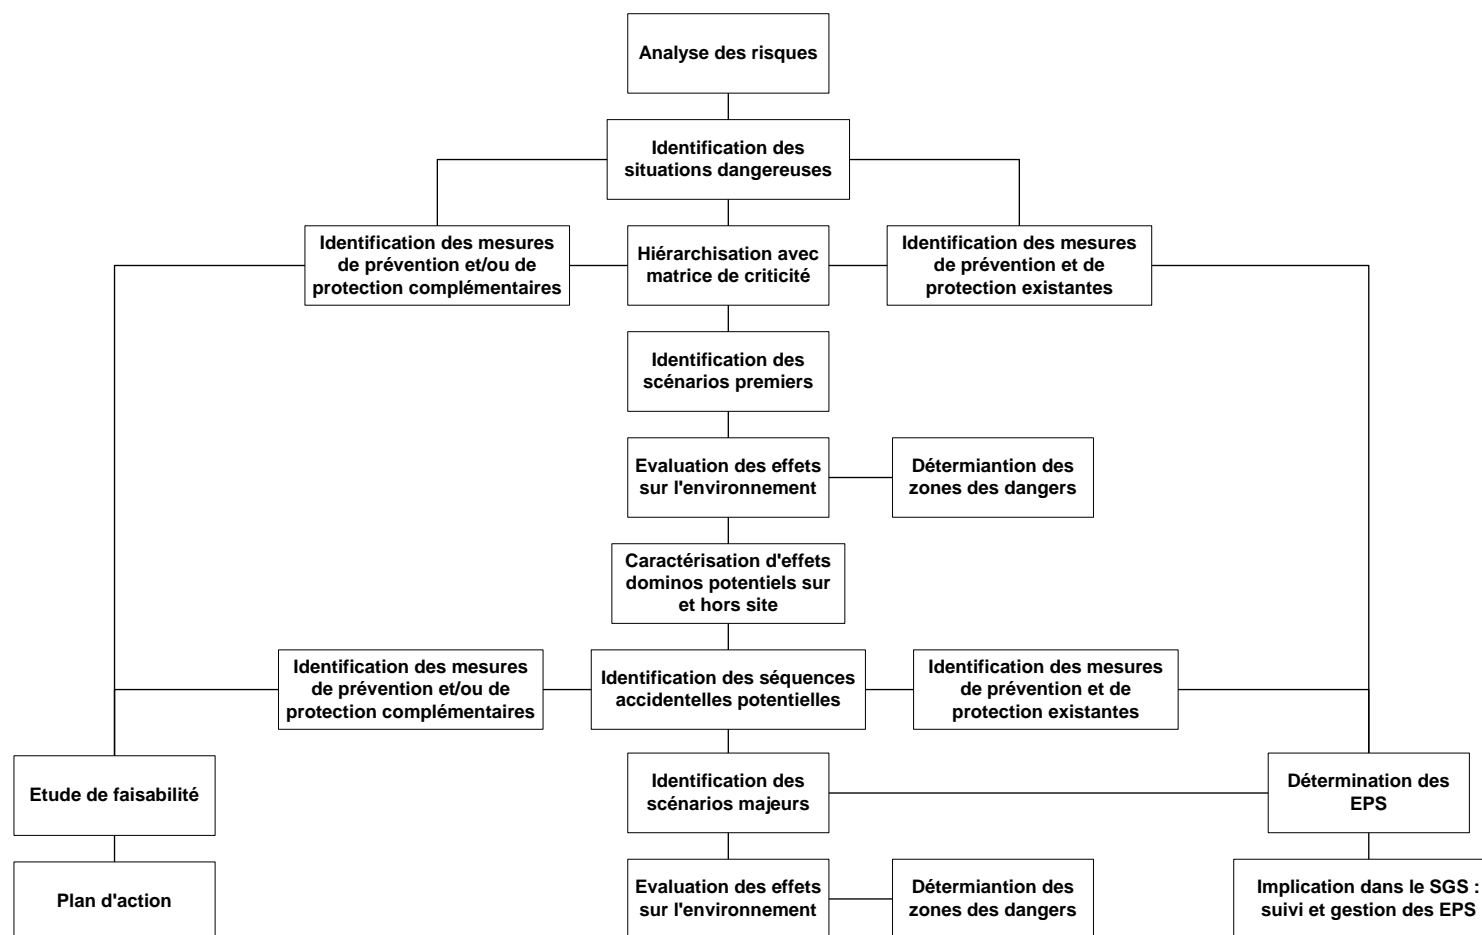 Analyse des risques
Identification des
situations dangereuses
Identification des mesures
de prévention et/ou de
protection complémentaires
Hiérarchisation avec
matrice de criticité
Identification des mesures
de prévention et de
protection existantes
Identification des
scénarios premiers
Evaluation des effets
sur l'environnement
Détermiantion des
zones des dangers
Caractérisation d'effets
dominos potentiels sur
et hors site
Identification des mesures
de prévention et/ou de
protection complémentaires
Identification des séquences
accidentelles potentielles
Identification des mesures
de prévention et de
protection existantes
Etude de faisabilité
Identification des
scénarios majeurs
Détermination des
EPS
Plan d'action
Evaluation des effets
sur l'environnement
Détermiantion des
zones des dangers
Implication dans le SGS :
suivi et gestion des EPS